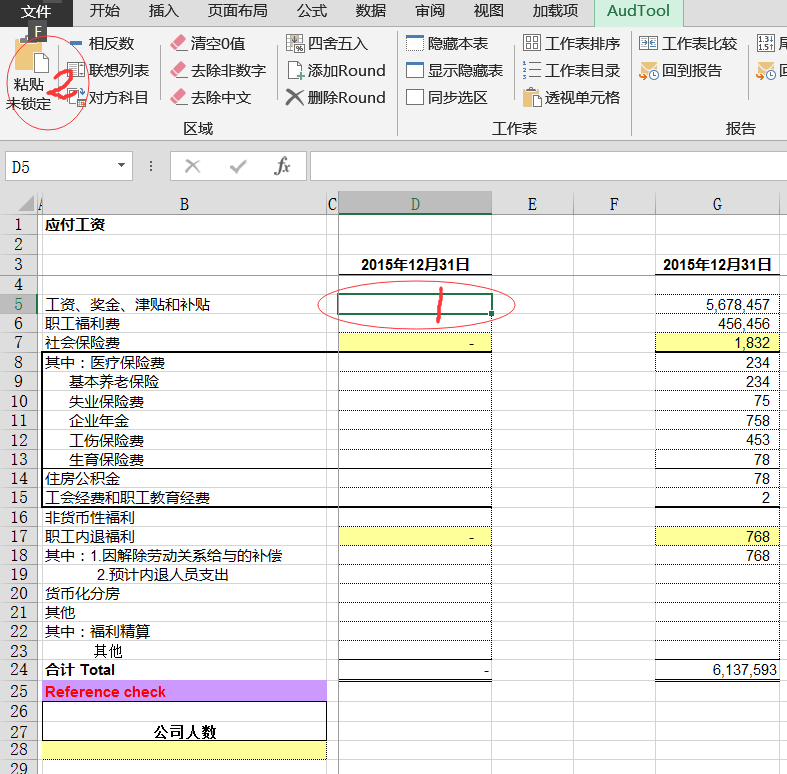 文件 开始 插入 页面布局 公式 数据 审阅 视图 加载项 AudTool
F
相反数 清空0值 四舍五入 隐藏本表 工作表排序 工作表比较
粘贴 联想列表 去除非数字 添加Round 显示隐藏表 工作表目录 回到报告
未锁定 对方科目 去除中文 删除Round 同步选区 透视单元格
2
区域 工作表 报告
D5 fx
A B C D E F G
1 应付工资
2
3 2015年12月31日 2015年12月31日
4
5 工资、奖金、津贴和补贴 1 5,678,457
6 职工福利费 456,456
7 社会保险费 - 1,832
8 其中：医疗保险费 234
9 基本养老保险 234
10 失业保险费 75
11 企业年金 758
12 工伤保险费 453
13 生育保险费 78
14 住房公积金 78
15 工会经费和职工教育经费 2
16 非货币性福利
17 职工内退福利 - 768
18 其中：1.因解除劳动关系给与的补偿 768
19 2.预计内退人员支出
20 货币化分房
21 其他
22 其中：福利精算
23 其他
24 合计 Total - 6,137,593
25 Reference check
26
27 公司人数
28
29